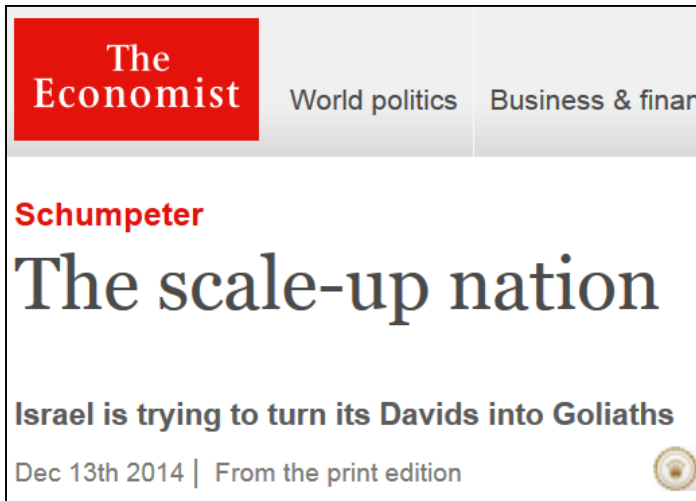 The
Economist
World politics
Business & finan
Schumpeter
The scale-up nation
Israel is trying to turn its Davids into Goliaths
Dec 13th 2014 | From the print edition